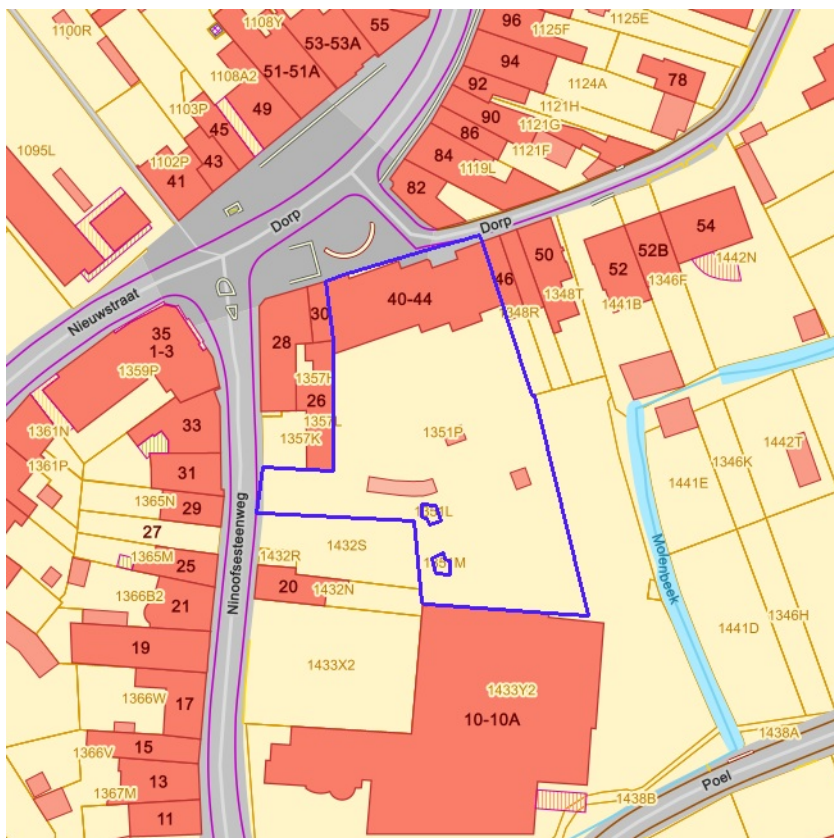 1100R
1108Y
55
96
1125F
1125E
53-53A
94
51-51A
1108A2
92
1124A
78
1103P
49
1121H
90
1121G
45
86
1121F
1095L
1102P
43
84
1119L
41
82
Dorp
Dorp
54
50
52B
1442N
52
46
1346F
Nieuwstraat
40-44
1348T
1441B
30
1348R
35
28
1-3
1357H
1359P
26
1357L
33
1361N
1357K
1351P
1442T
1361P
31
1346K
1365N
29
1441E
1351L
27
Ninoofsesteenweg
1432S
Molenbeek
1365M
1432R
1351M
25
20
1432N
1366B2
21
1346H
1441D
19
1433X2
1433Y2
1366W
17
10-10A
1438A
15
1366V
Poel
13
1367M
1438B
11